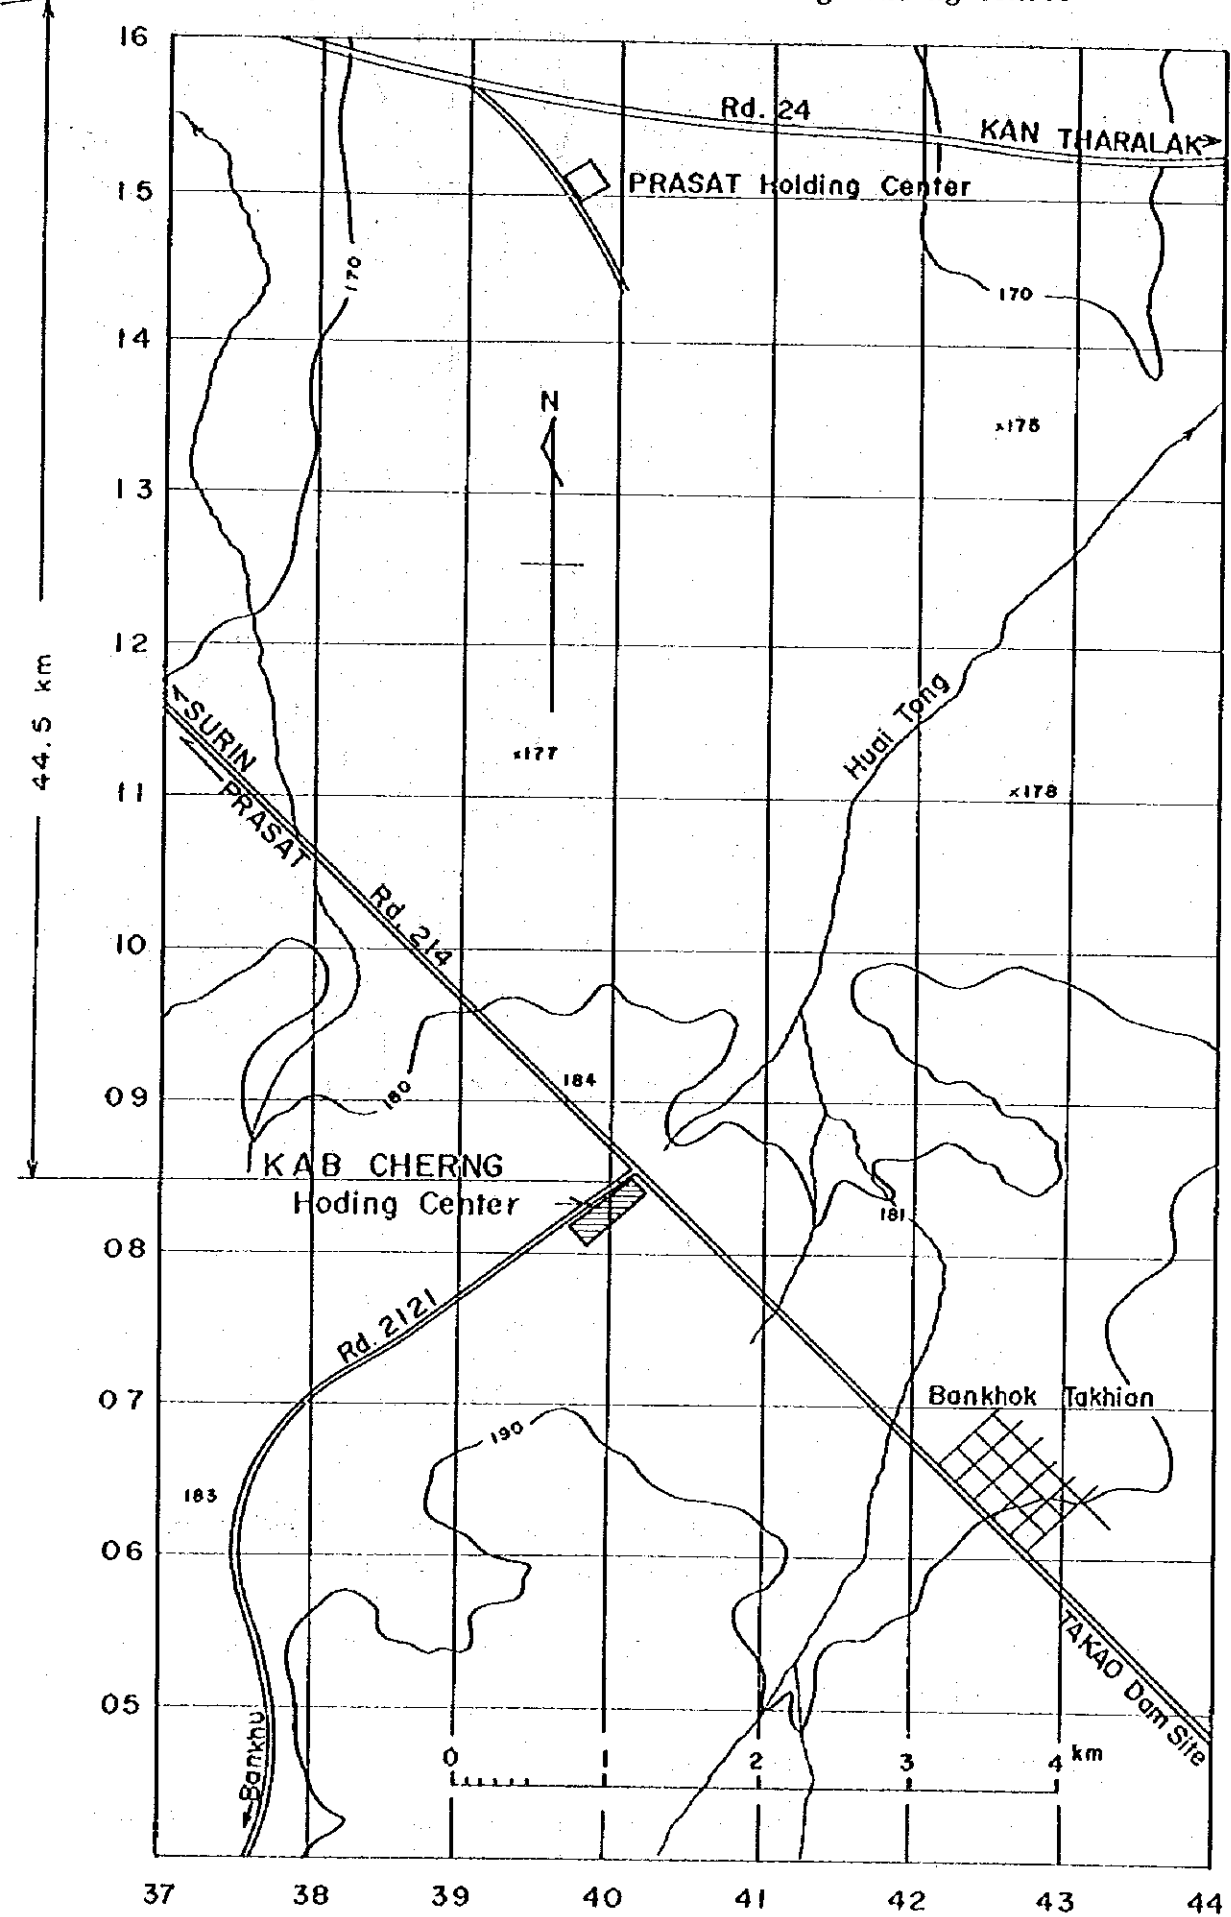 16
Rd. 24
KAN THARALAK
15
PRASAT Holding Center
170
170
14
N
x175
13
12
44.5 km
SURIN
Huai Tong
x177
PRASAT
11
x178
Rd. 214
10
184
180
09
KAB CHERNG
Hoding Center
181
08
Rd. 2121
07
Bankhok Takhian
190
183
06
TAKAO Dam Site
05
Bankhu
0 1 2 3 4 km
37 38 39 40 41 42 43 44